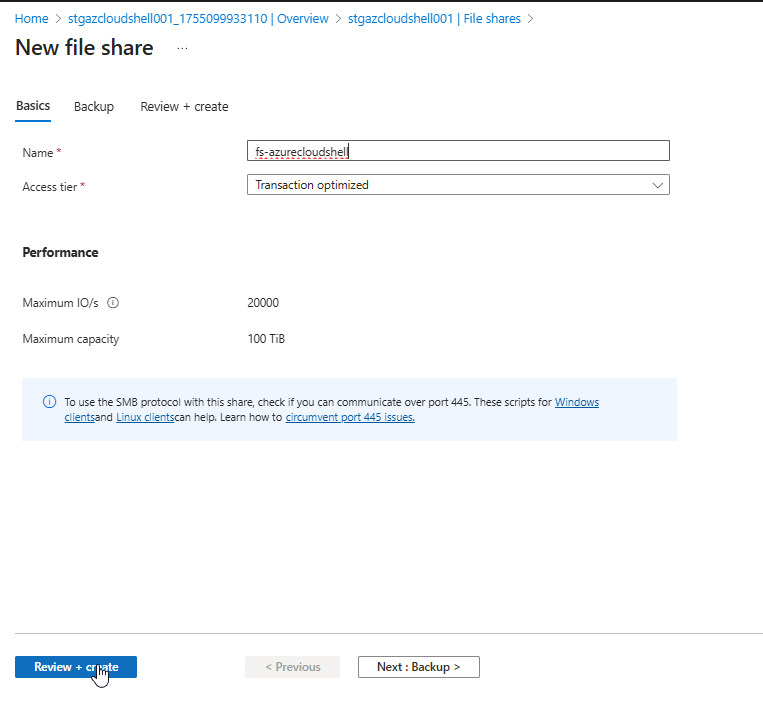 Home > stgazcloudshell001_1755099933110 | Overview > stgazcloudshell001 | File shares >
New file share ...
Basics Backup Review + create
Name *
fs-azurecloudshell
Access tier *
Transaction optimized
Performance
Maximum IO/s
20000
Maximum capacity
100 TiB
To use the SMB protocol with this share, check if you can communicate over port 445. These scripts for Windows
clientsand Linux clientscan help. Learn how to circumvent port 445 issues.
Review + create
< Previous
Next : Backup >